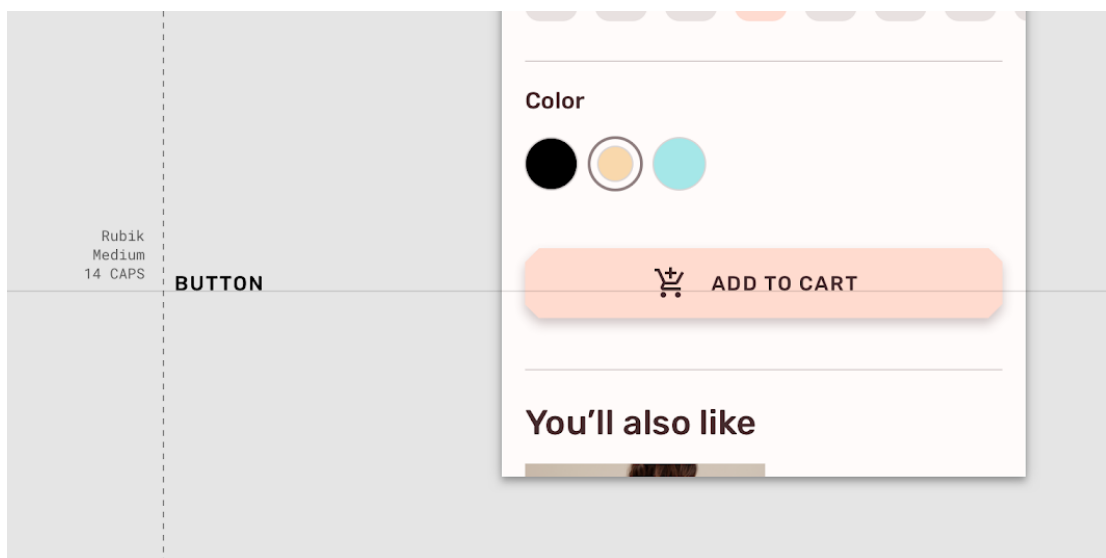 Color
Rubik
Medium
14 CAPS
BUTTON
ADD TO CART
You’ll also like